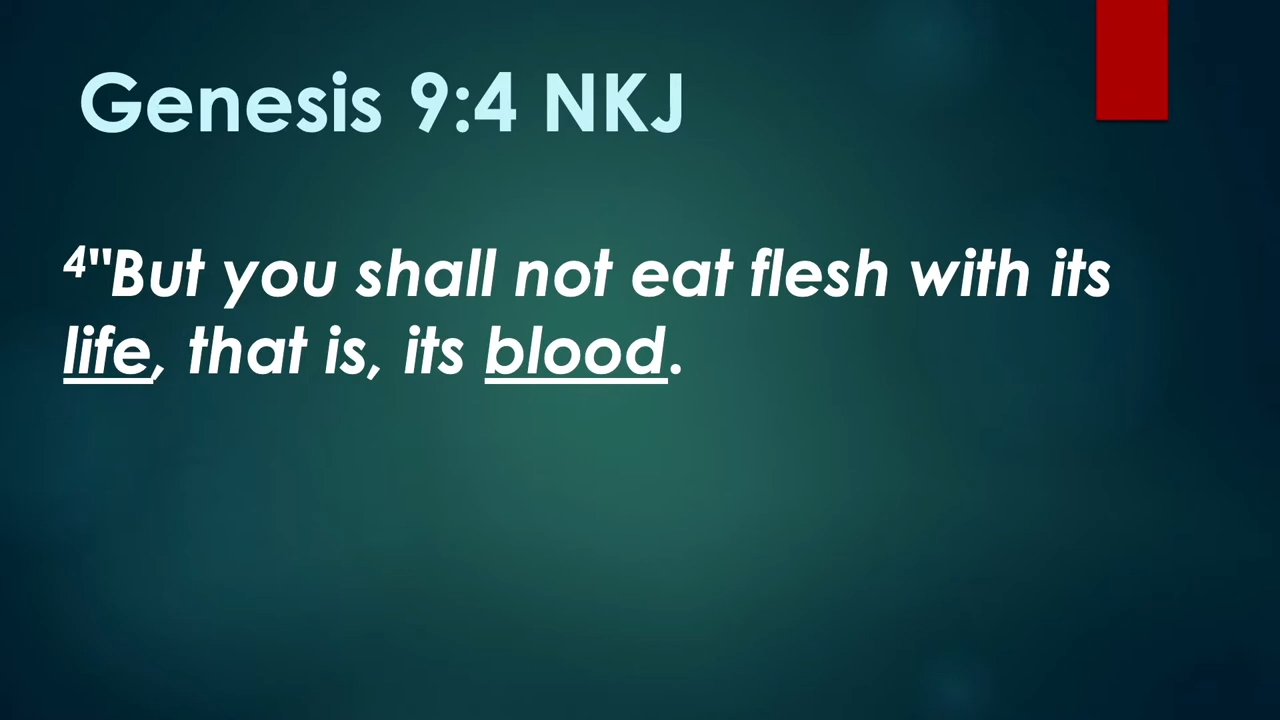 Genesis 9:4 NKJ
4"But you shall not eat flesh with its
life, that is, its blood.